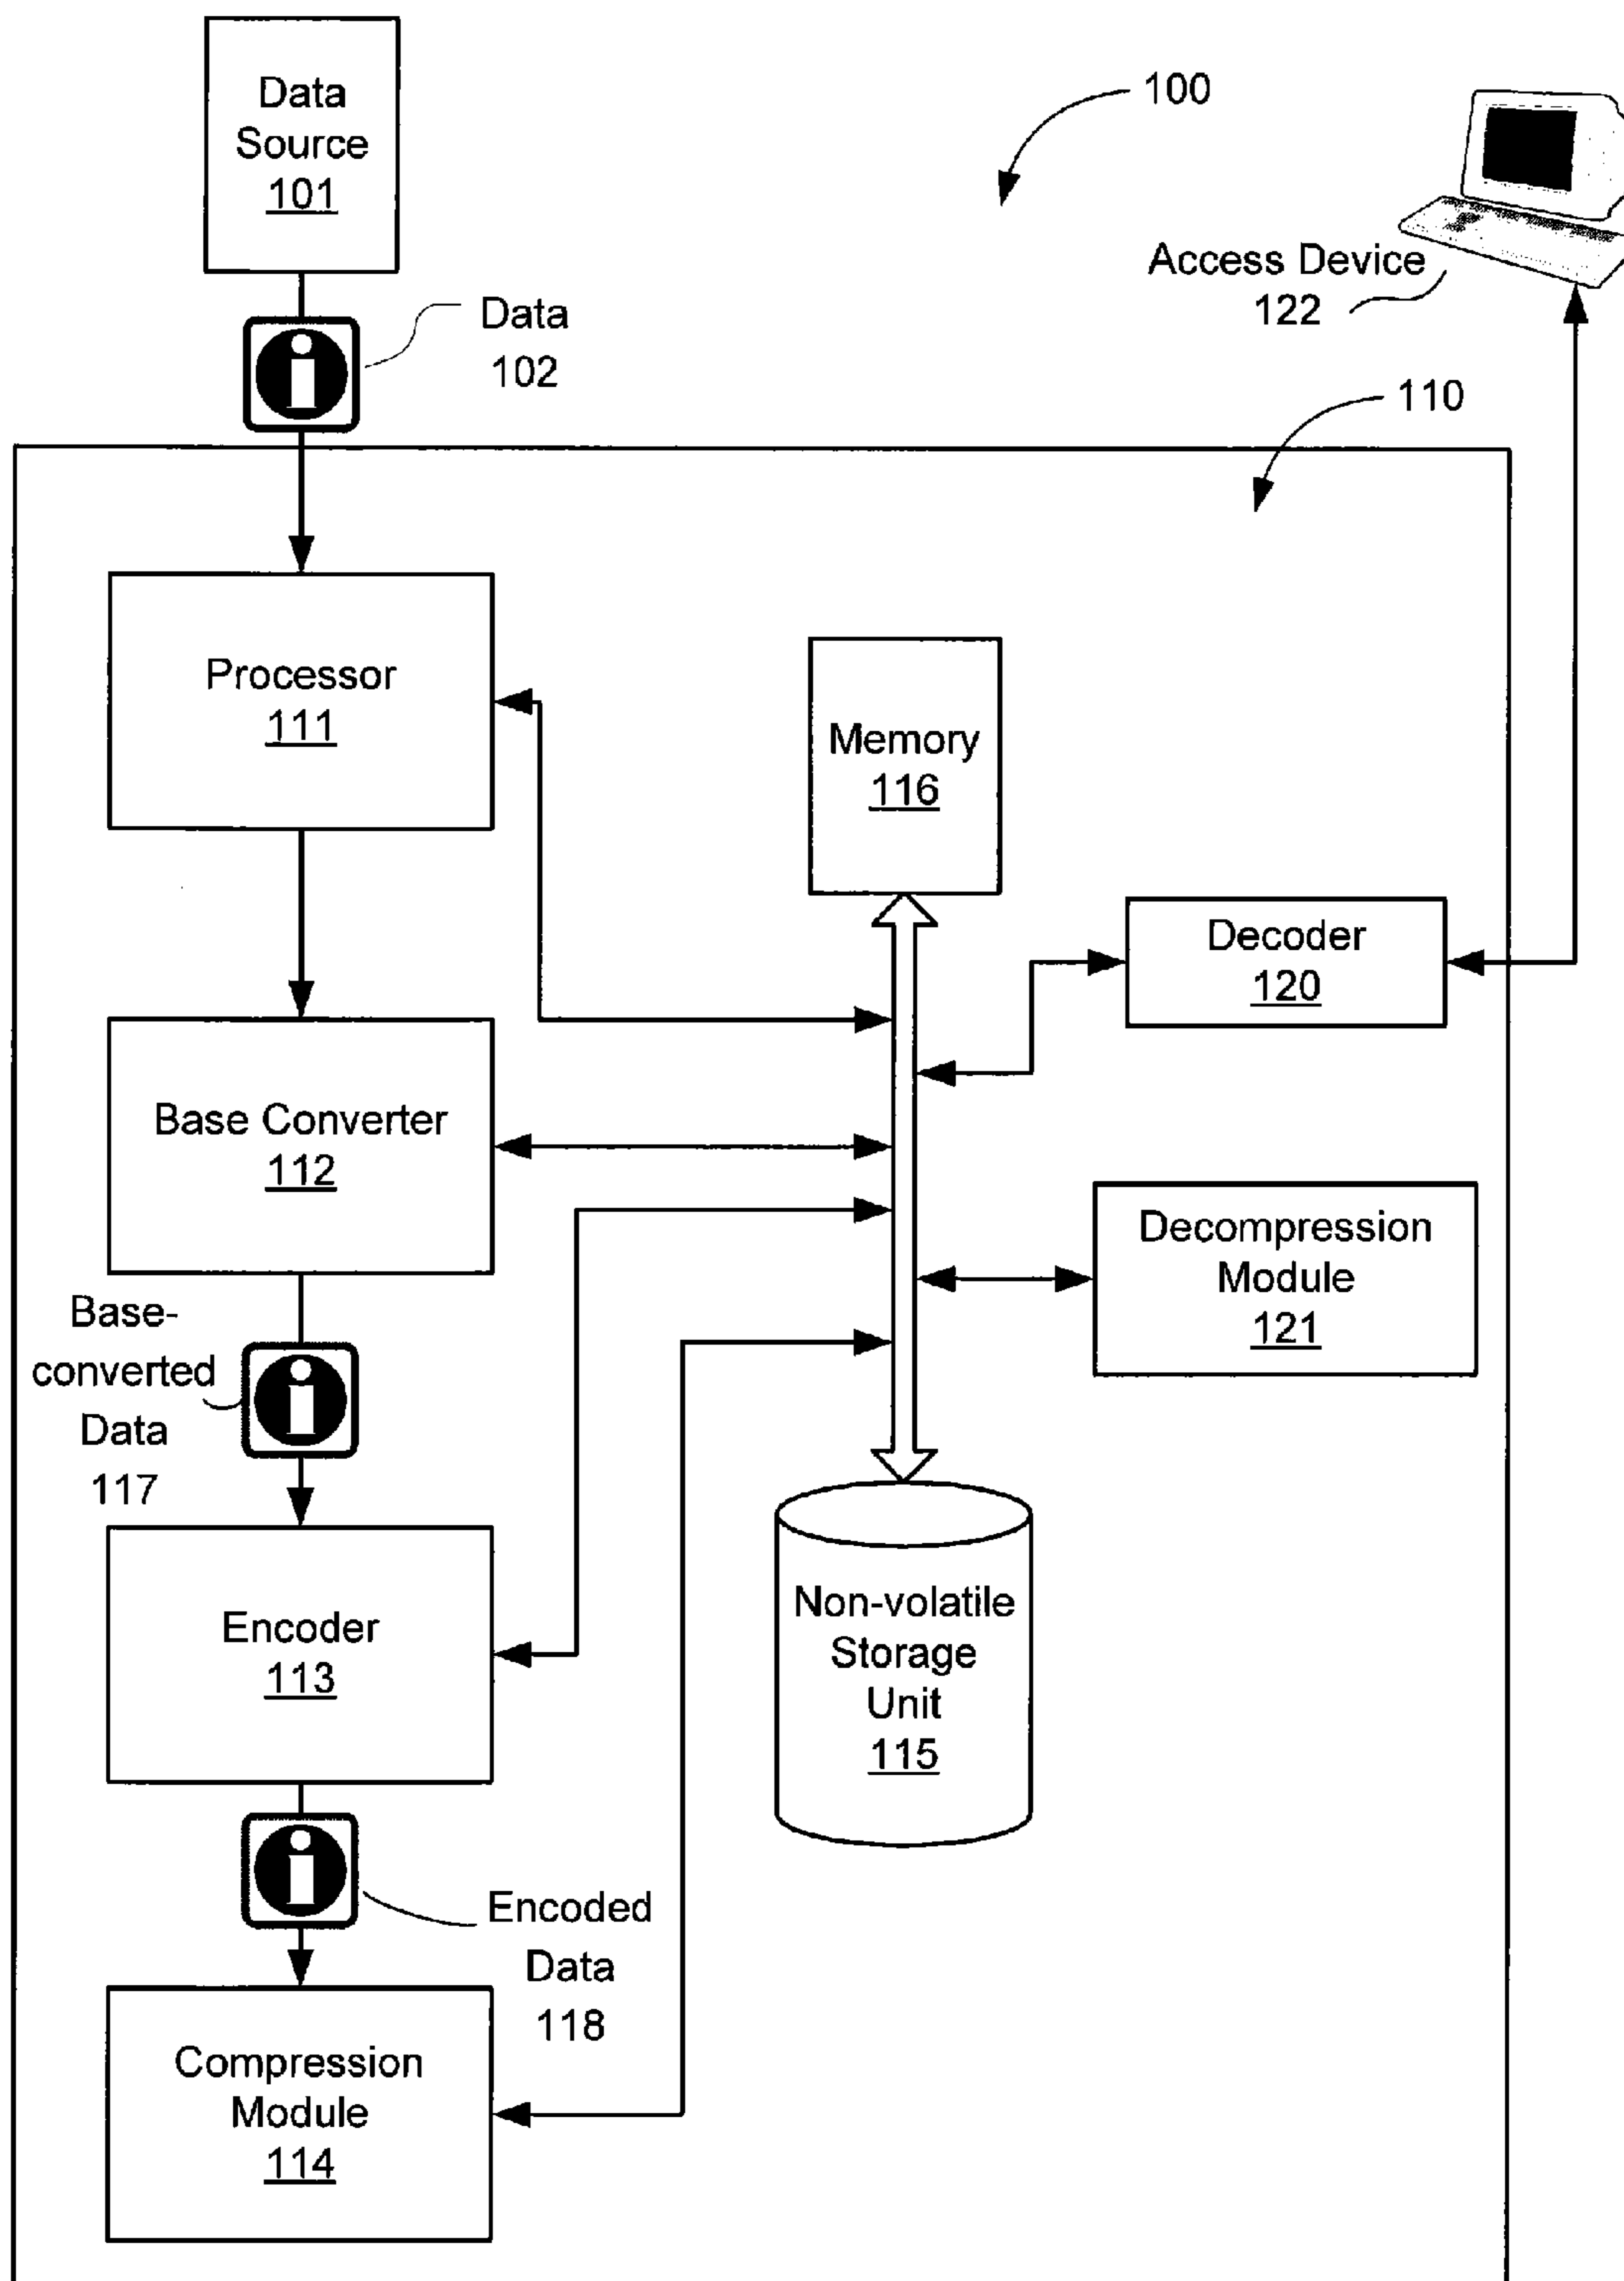 Data
Source
101
100
Access Device
122
Data
102
110
Processor
111
Memory
116
Decoder
120
Base Converter
112
Decompression
Module
121
Base-
converted
Data
117
Encoder
113
Non-volatile
Storage
Unit
115
Encoded
Data
118
Compression
Module
114